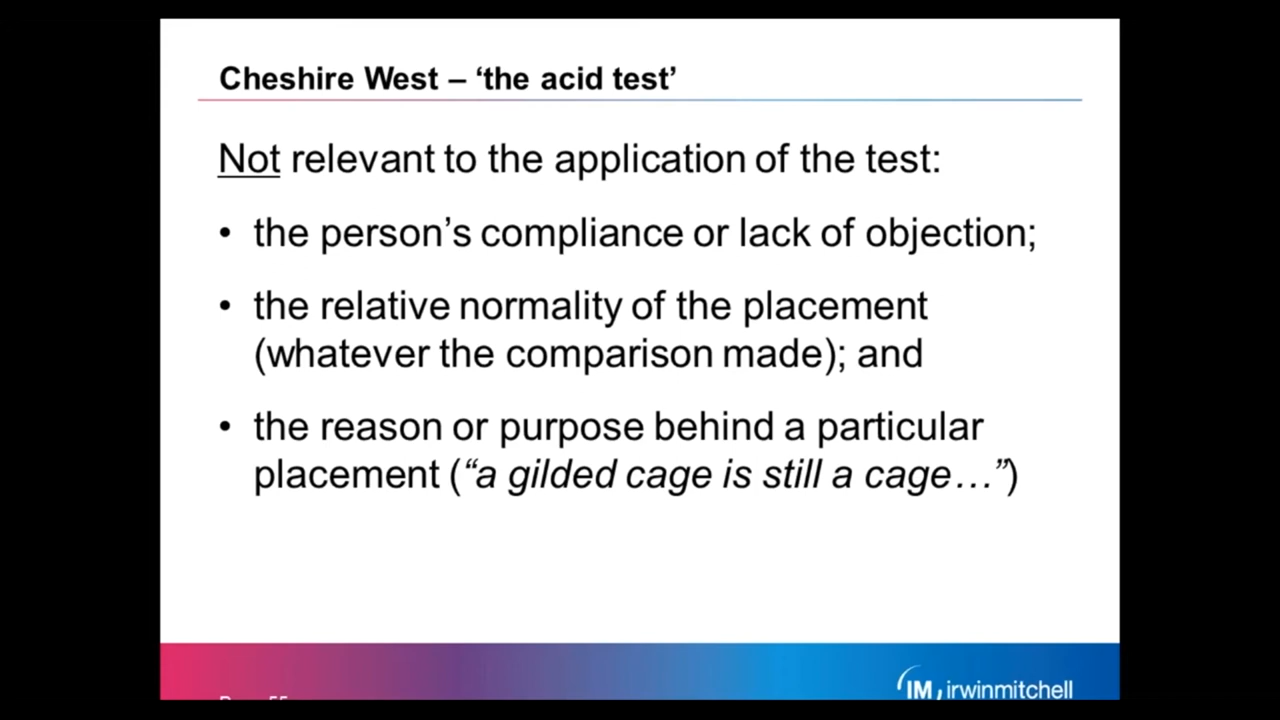 Cheshire West – ‘the acid test’
Not relevant to the application of the test:
• the person’s compliance or lack of objection;
• the relative normality of the placement
(whatever the comparison made); and
• the reason or purpose behind a particular
placement (“a gilded cage is still a cage…”)
IM irwinmitchell